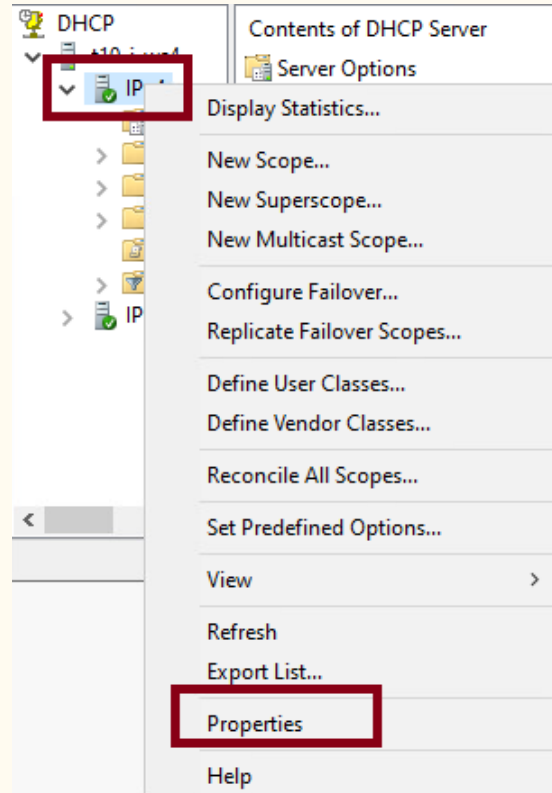 DHCP
Contents of DHCP Server
Server Options
IP
Display Statistics...
New Scope...
New Superscope...
New Multicast Scope...
Configure Failover...
Replicate Failover Scopes...
IP
Define User Classes...
Define Vendor Classes...
Reconcile All Scopes...
Set Predefined Options...
View
Refresh
Export List...
Properties
Help